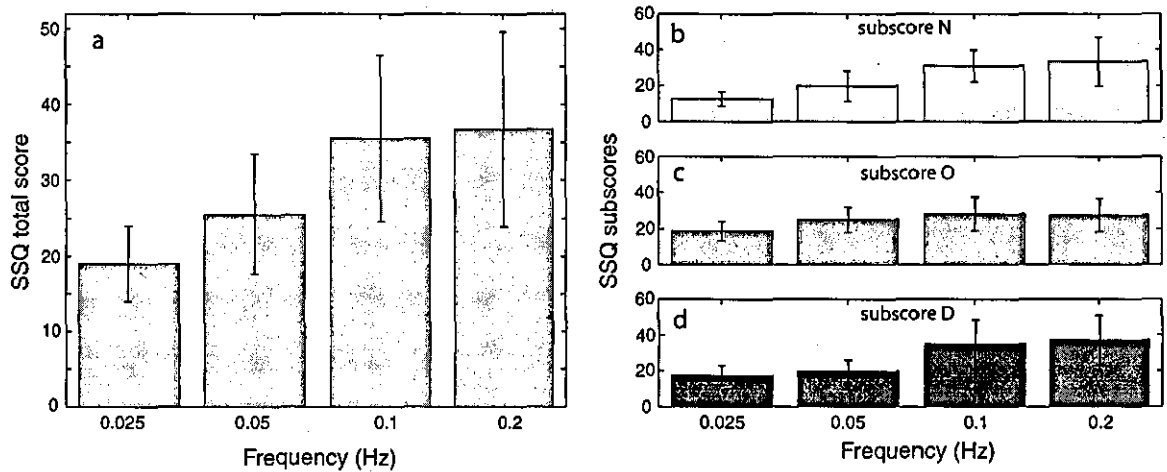 a
50
40
30
20
10
0
SSQ total score
0.025 0.05 0.1 0.2
Frequency (Hz)
b
subscore N
60
40
20
0
c
subscore O
60
40
20
0
d
subscore D
60
40
20
0
SSQ subscores
0.025 0.05 0.1 0.2
Frequency (Hz)